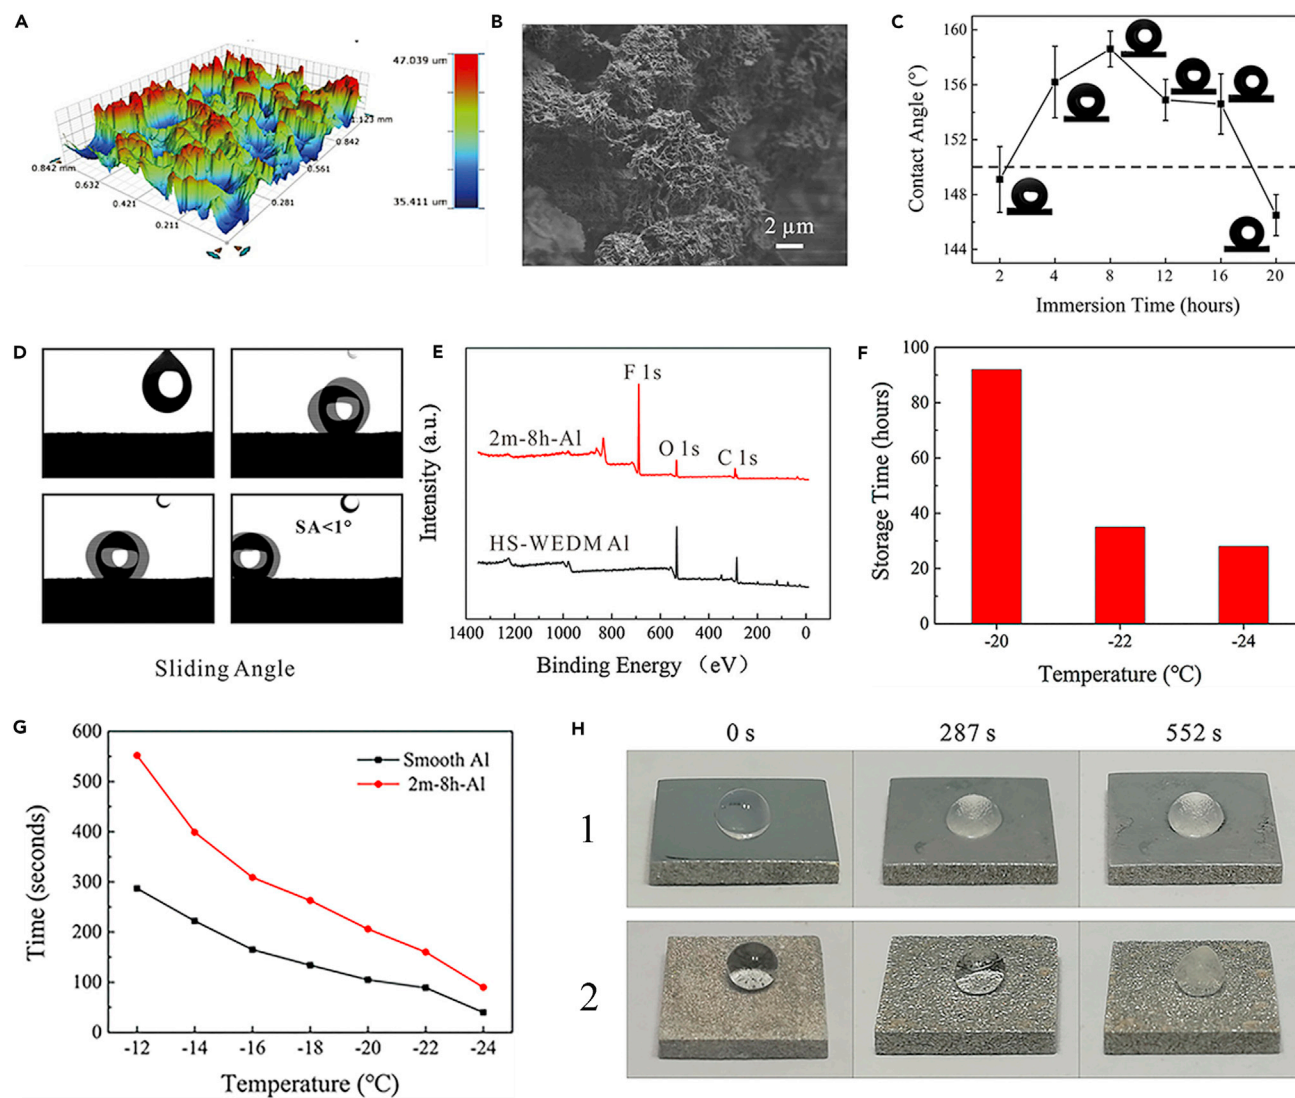 A
47.039 um
35.411 um
1.123 mm
0.842
0.561
0.281
0.842 mm
0.632
0.421
0.211
B
2 µm
C
160
156
152
148
144
Contact Angle (°)
2 4 8 12 16 20
Immersion Time (hours)
D
SA<1°
Sliding Angle
E
F 1s
2m-8h-Al
O 1s
C 1s
HS-WEDM Al
Intensity (a.u.)
1400 1200 1000 800 600 400 200 0
Binding Energy (eV)
F
100
80
60
40
20
0
Storage Time (hours)
-20 -22 -24
Temperature (°C)
G
600
500
400
300
200
100
0
Time (seconds)
Smooth Al
2m-8h-Al
-12 -14 -16 -18 -20 -22 -24
Temperature (°C)
H
0 s 287 s 552 s
1
2